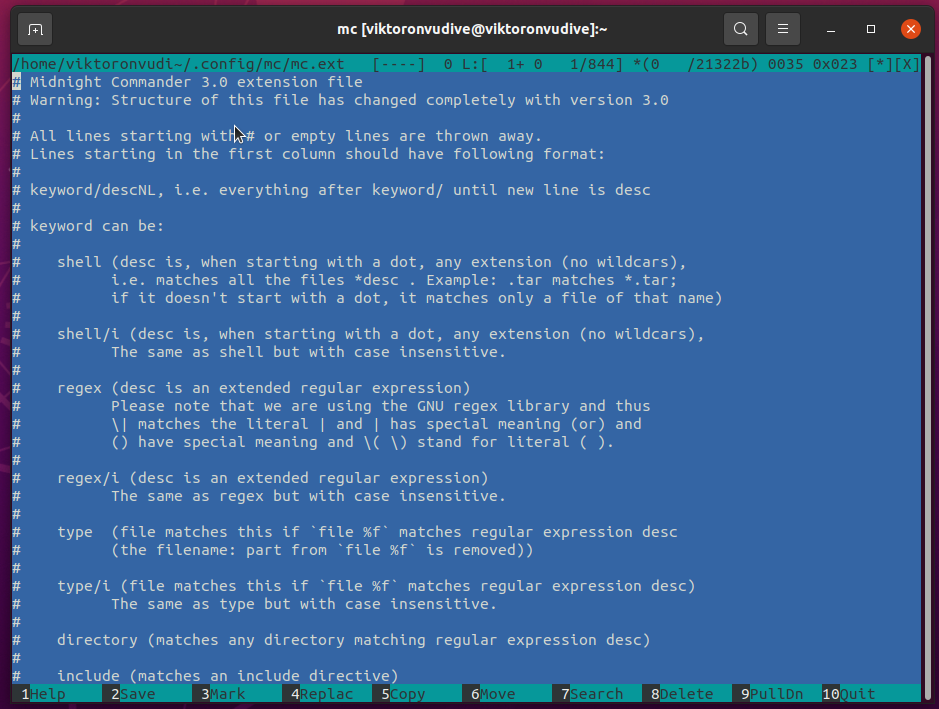 mc [viktoronvudive@viktoronvudive]:~
/home/viktoronvudi~/.config/mc/mc.ext   [----]  0 L:[  1+ 0   1/844] *(0   /21322b) 0035 0x023 [*][X]
# Midnight Commander 3.0 extension file
# Warning: Structure of this file has changed completely with version 3.0
#
# All lines starting with # or empty lines are thrown away.
# Lines starting in the first column should have following format:
#
# keyword/descNL, i.e. everything after keyword/ until new line is desc
#
# keyword can be:
#
#    shell (desc is, when starting with a dot, any extension (no wildcars),
#          i.e. matches all the files *desc . Example: .tar matches *.tar;
#          if it doesn't start with a dot, it matches only a file of that name)
#
#    shell/i (desc is, when starting with a dot, any extension (no wildcars),
#          The same as shell but with case insensitive.
#
#    regex (desc is an extended regular expression)
#          Please note that we are using the GNU regex library and thus
#          \| matches the literal | and | has special meaning (or) and
#          () have special meaning and \( \) stand for literal ( ).
#
#    regex/i (desc is an extended regular expression)
#          The same as regex but with case insensitive.
#
#    type  (file matches this if `file %f` matches regular expression desc
#          (the filename: part from `file %f` is removed))
#
#    type/i (file matches this if `file %f` matches regular expression desc)
#          The same as type but with case insensitive.
#
#    directory (matches any directory matching regular expression desc)
#
#    include (matches an include directive)
1Help  2Save  3Mark  4Replac  5Copy  6Move  7Search  8Delete  9PullDn  10Quit